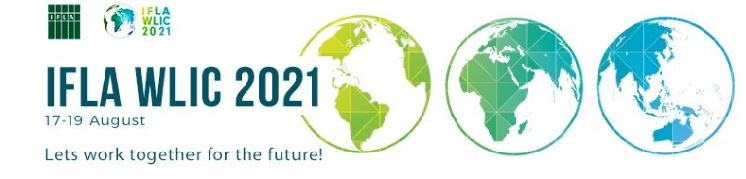 IFLA
IFLA
WLIC
2021
IFLA WLIC 2021
17-19 August
Lets work together for the future!